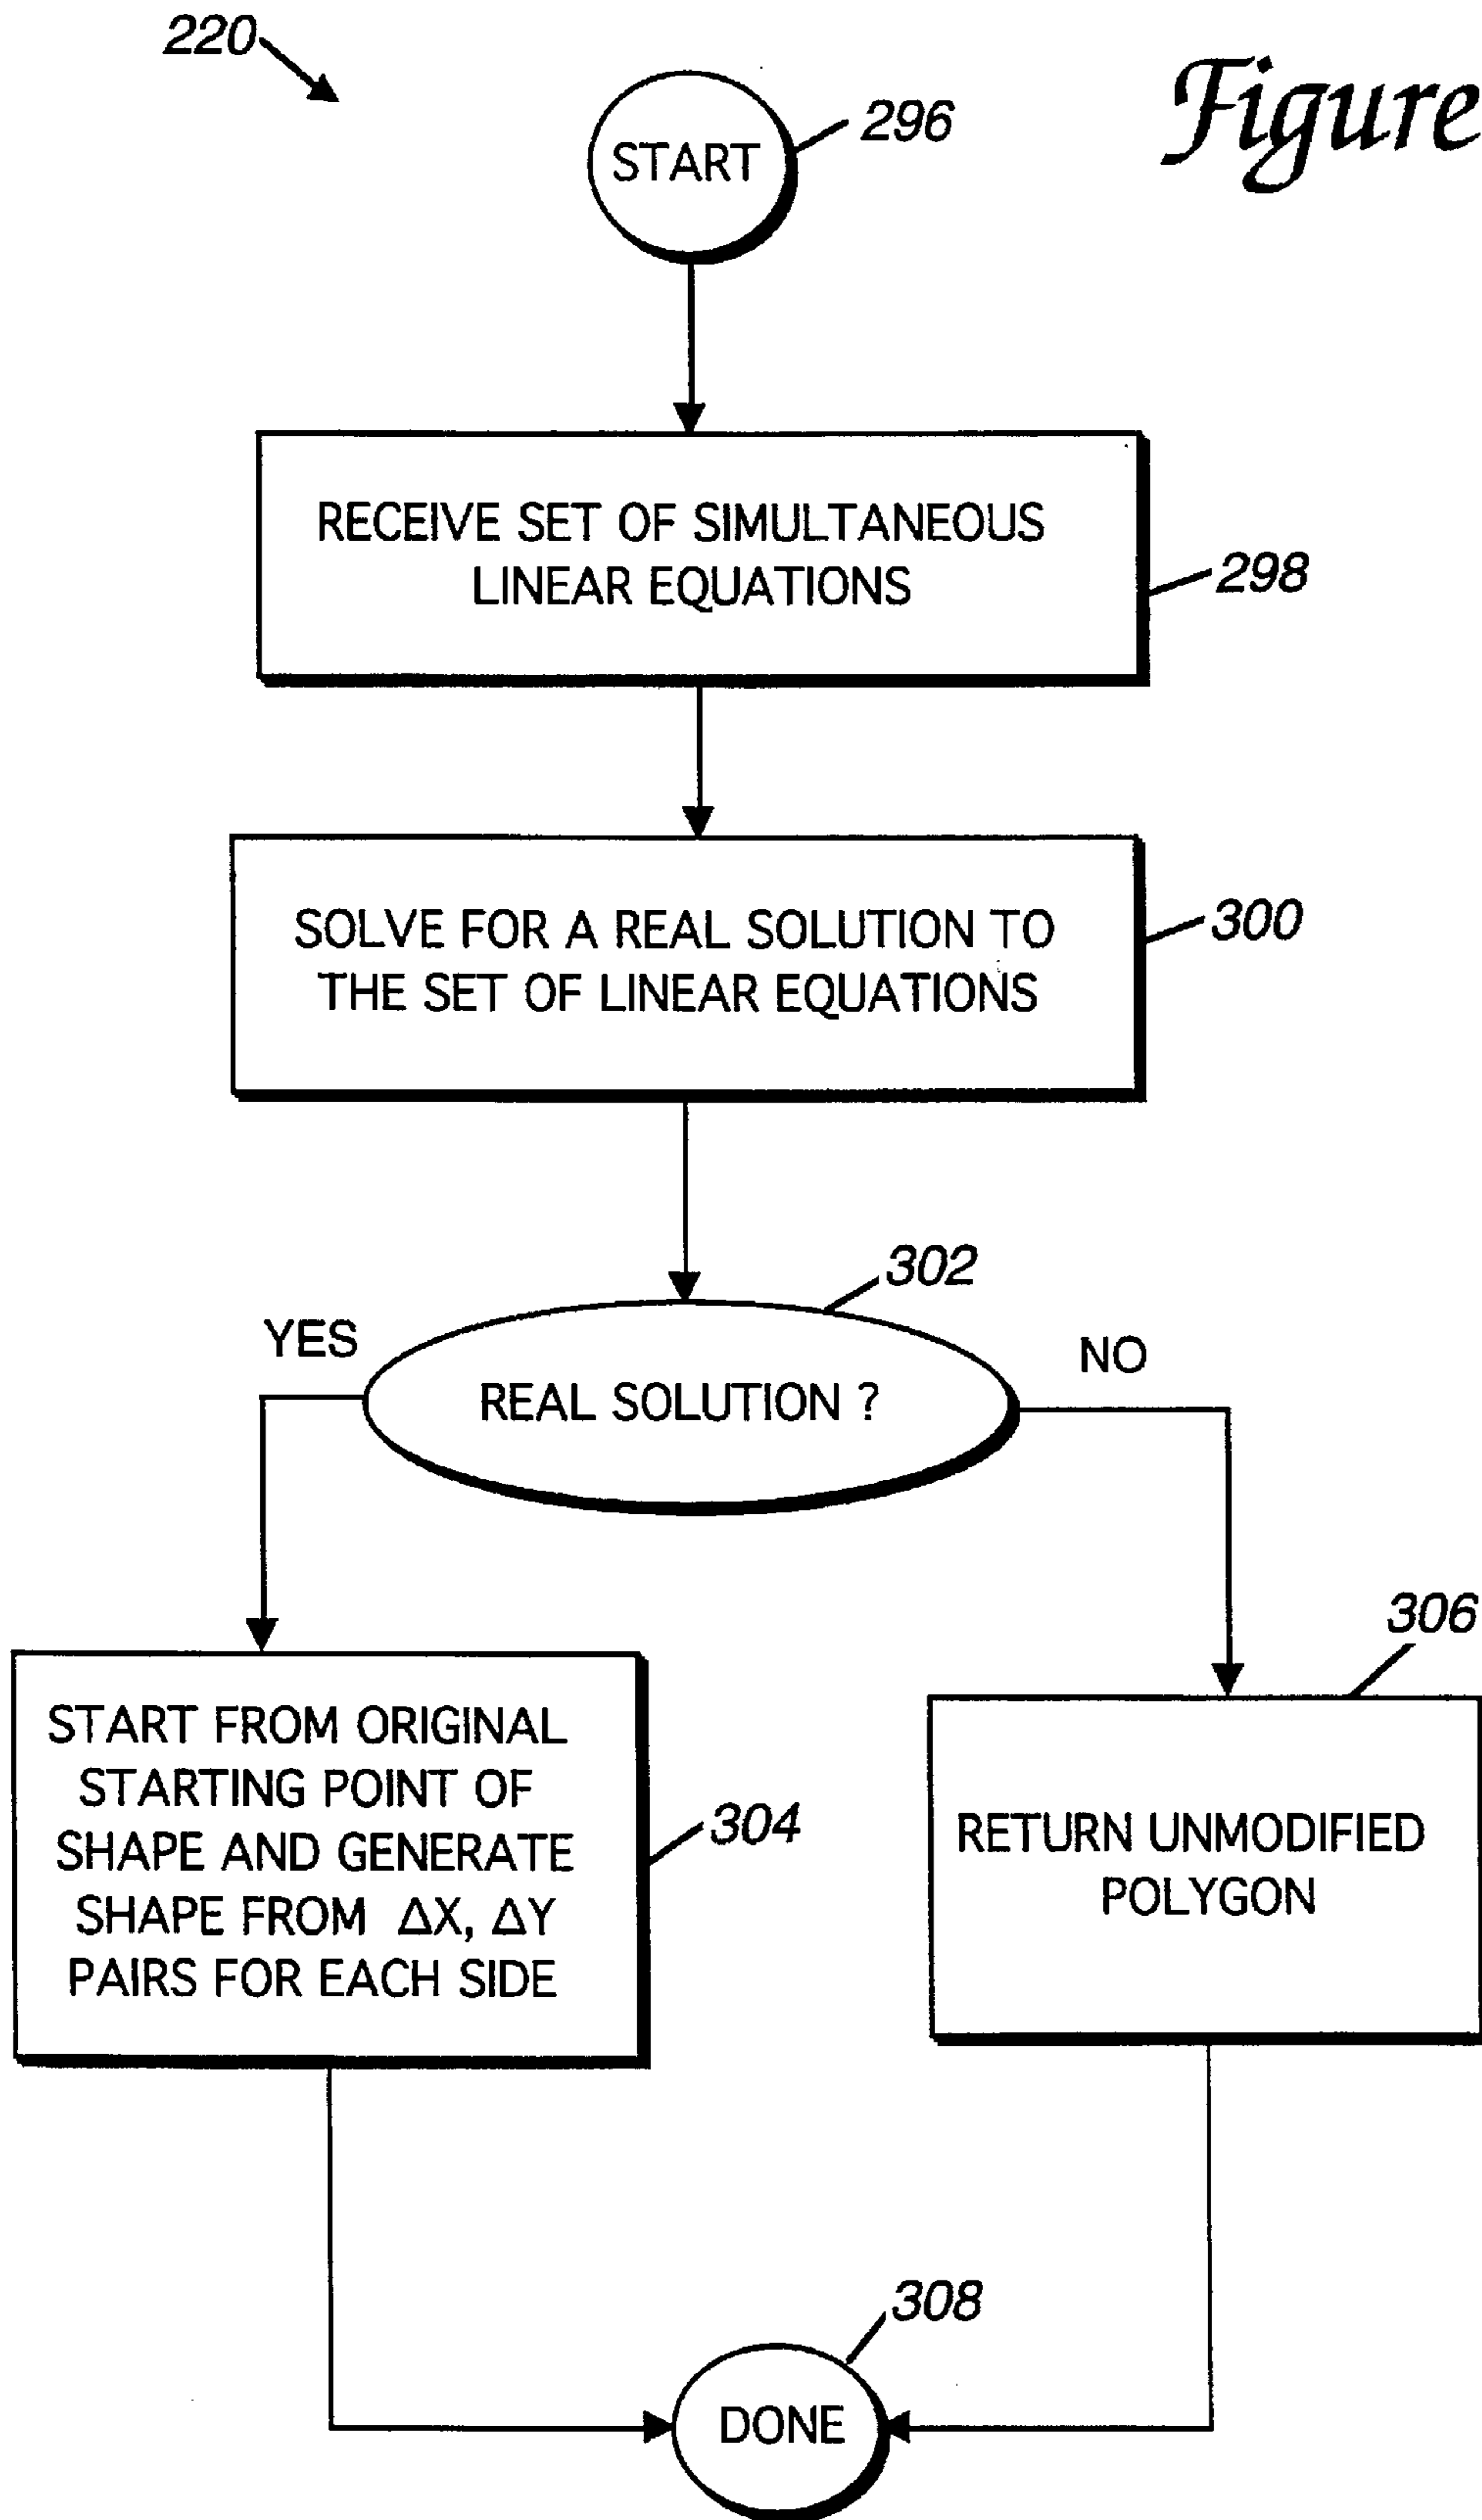 220
Figure
START
296
RECEIVE SET OF SIMULTANEOUS
LINEAR EQUATIONS
298
SOLVE FOR A REAL SOLUTION TO
THE SET OF LINEAR EQUATIONS
300
302
YES
NO
REAL SOLUTION ?
306
START FROM ORIGINAL
STARTING POINT OF
SHAPE AND GENERATE
SHAPE FROM ΔX, ΔY
PAIRS FOR EACH SIDE
304
RETURN UNMODIFIED
POLYGON
308
DONE